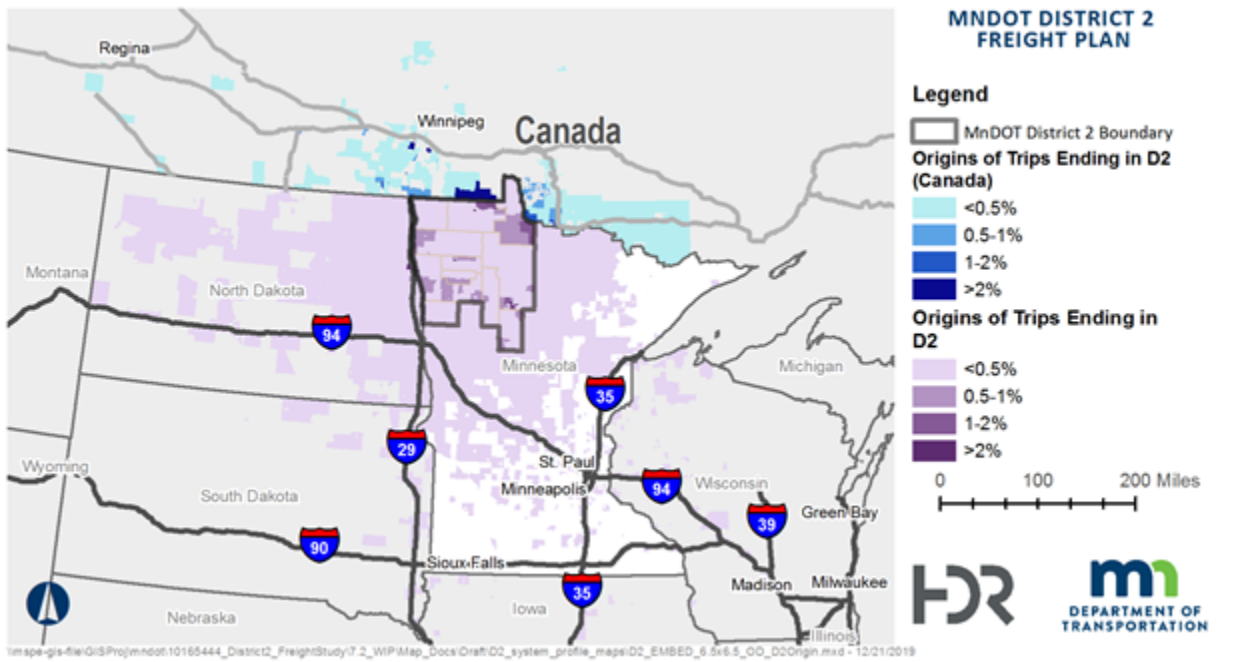 MNDOT DISTRICT 2
FREIGHT PLAN
Legend
MnDOT District 2 Boundary
Origins of Trips Ending in D2
(Canada)
<0.5%
0.5-1%
1-2%
>2%
Origins of Trips Ending in
D2
<0.5%
0.5-1%
1-2%
>2%
0 100 200 Miles
HDR
mn
DEPARTMENT OF
TRANSPORTATION
Regina
Winnipeg
Canada
Montana
North Dakota
94
Minnesota
Michigan
35
29
St. Paul
Wyoming
Minneapolis
94
Wisconsin
South Dakota
39
Green Bay
90
Sioux Falls
35
Madison
Milwaukee
Iowa
Nebraska
Illinois